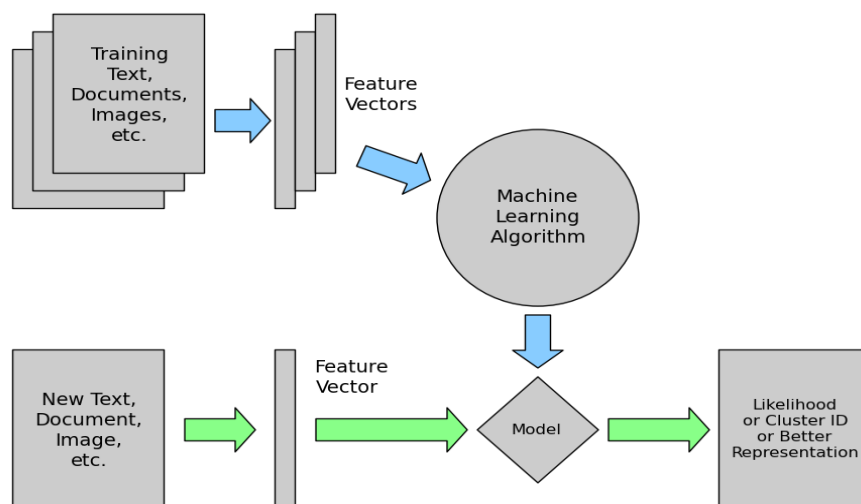 Training
Text,
Documents,
Images,
etc.
Feature
Vectors
Machine
Learning
Algorithm
New Text,
Document,
Image,
etc.
Feature
Vector
Model
Likelihood
or Cluster ID
or Better
Representation